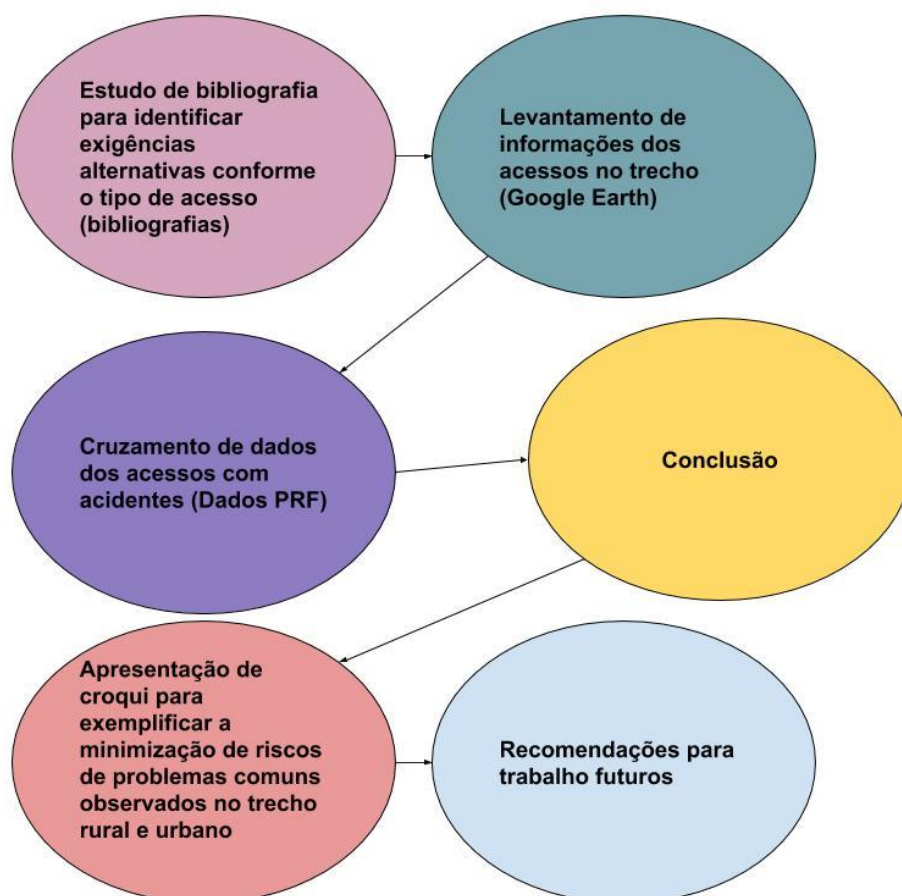 Estudo de bibliografia
para identificar
exigências
alternativas conforme
o tipo de acesso
(bibliografias)
Levantamento de
informações dos
acessos no trecho
(Google Earth)
Cruzamento de dados
dos acessos com
acidentes (Dados PRF)
Conclusão
Apresentação de
croqui para
exemplificar a
minimização de riscos
de problemas comuns
observados no trecho
rural e urbano
Recomendações para
trabalho futuros